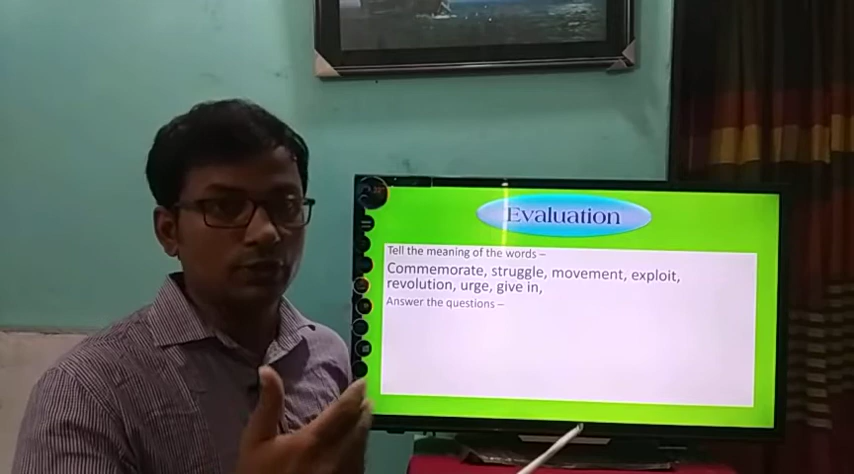 Evaluation
Tell the meaning of the words –
Commemorate, struggle, movement, exploit,
revolution, urge, give in,
Answer the questions –